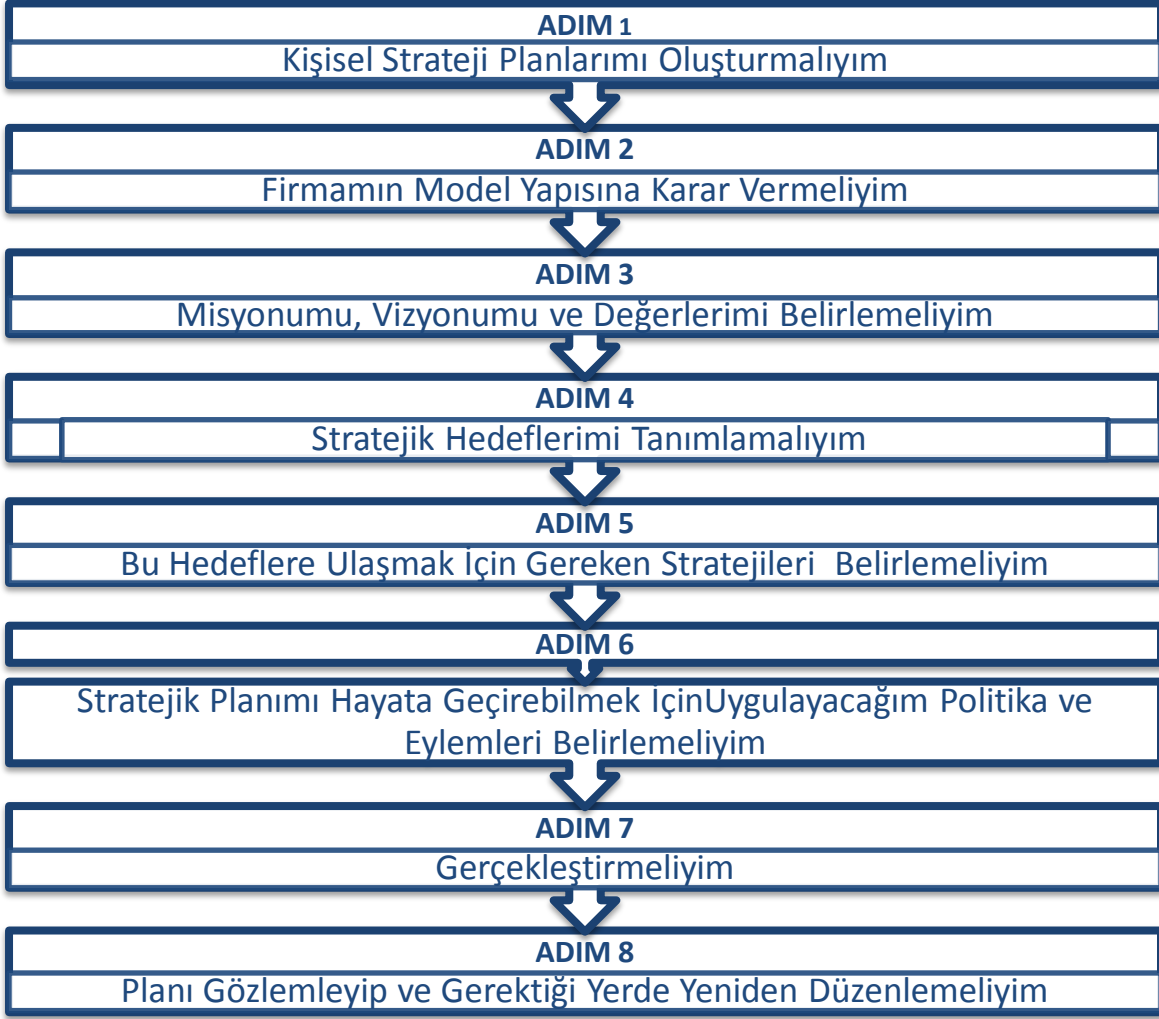 ADIM 1
Kişisel Strateji Planlarımı Oluşturmalıyım
ADIM 2
Firmamın Model Yapısına Karar Vermeliyim
ADIM 3
Misyonumu, Vizyonumu ve Değerlerimi Belirlemeliyim
ADIM 4
Stratejik Hedeflerimi Tanımlamalıyım
ADIM 5
Bu Hedeflere Ulaşmak İçin Gereken Stratejileri  Belirlemeliyim
ADIM 6
Stratejik Planımı Hayata Geçirebilmek İçinUygulayacağım Politika ve
Eylemleri Belirlemeliyim
ADIM 7
Gerçekleştirmeliyim
ADIM 8
Planı Gözlemleyip ve Gerektiği Yerde Yeniden Düzenlemeliyim